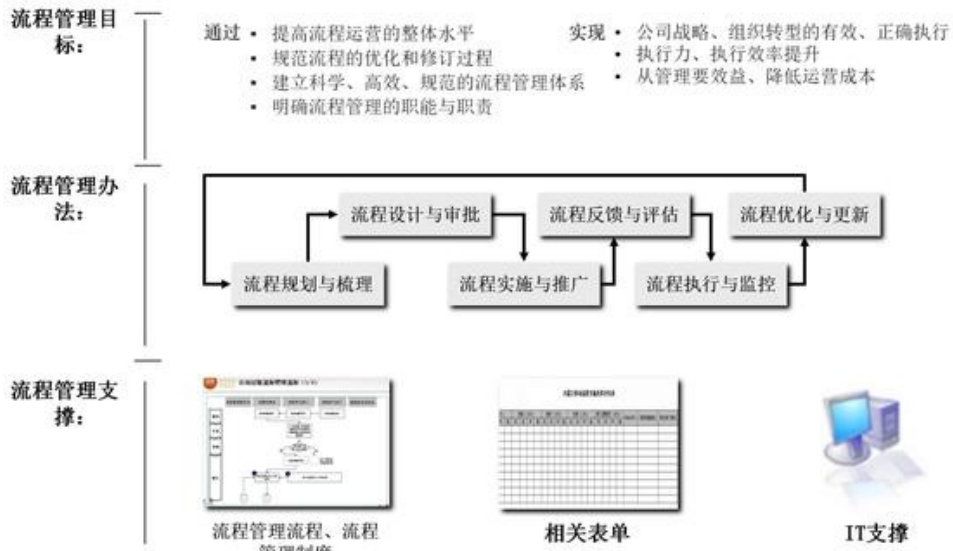 流程管理目
标：
通过 • 提高流程运营的整体水平
• 规范流程的优化和修订过程
• 建立科学、高效、规范的流程管理体系
• 明确流程管理的职能与职责
实现 • 公司战略、组织转型的有效、正确执行
• 执行力、执行效率提升
• 从管理要效益、降低运营成本
流程管理办
法：
流程设计与审批
流程反馈与评估
流程优化与更新
流程规划与梳理
流程实施与推广
流程执行与监控
流程管理支
撑：
流程管理流程、流程
管理制度
相关表单
IT支撑